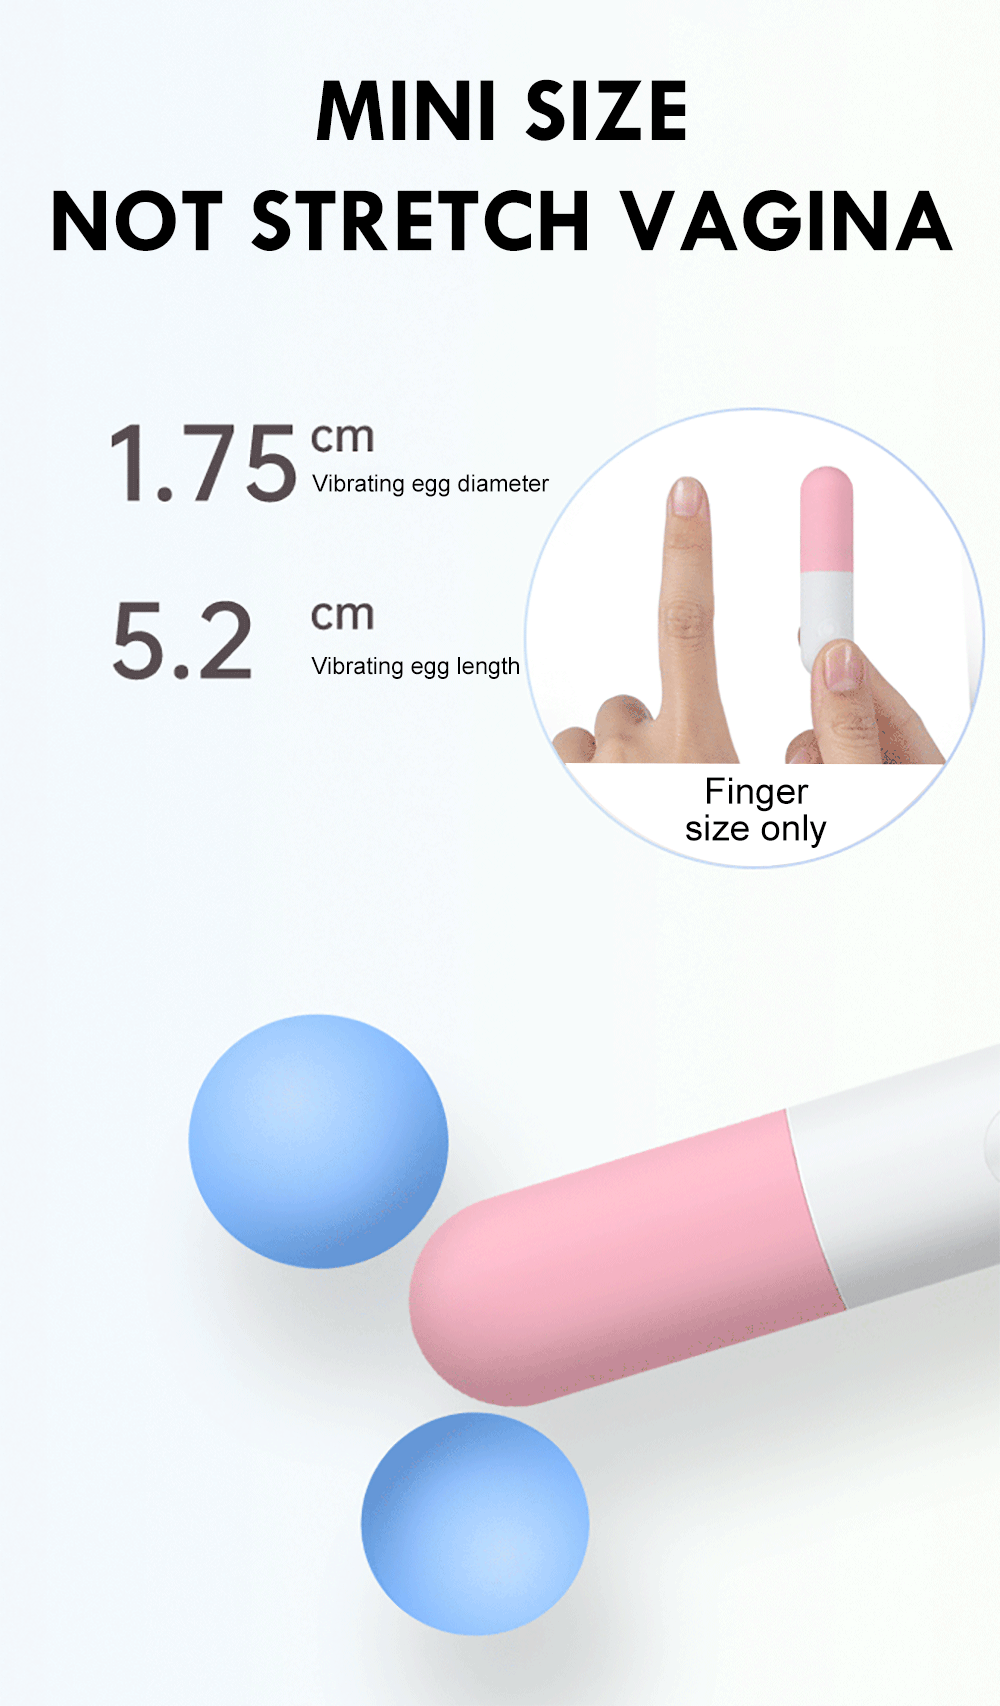 MINI SIZE
NOT STRETCH VAGINA
1.75 cm
Vibrating egg diameter
5.2 cm
Vibrating egg length
Finger
size only